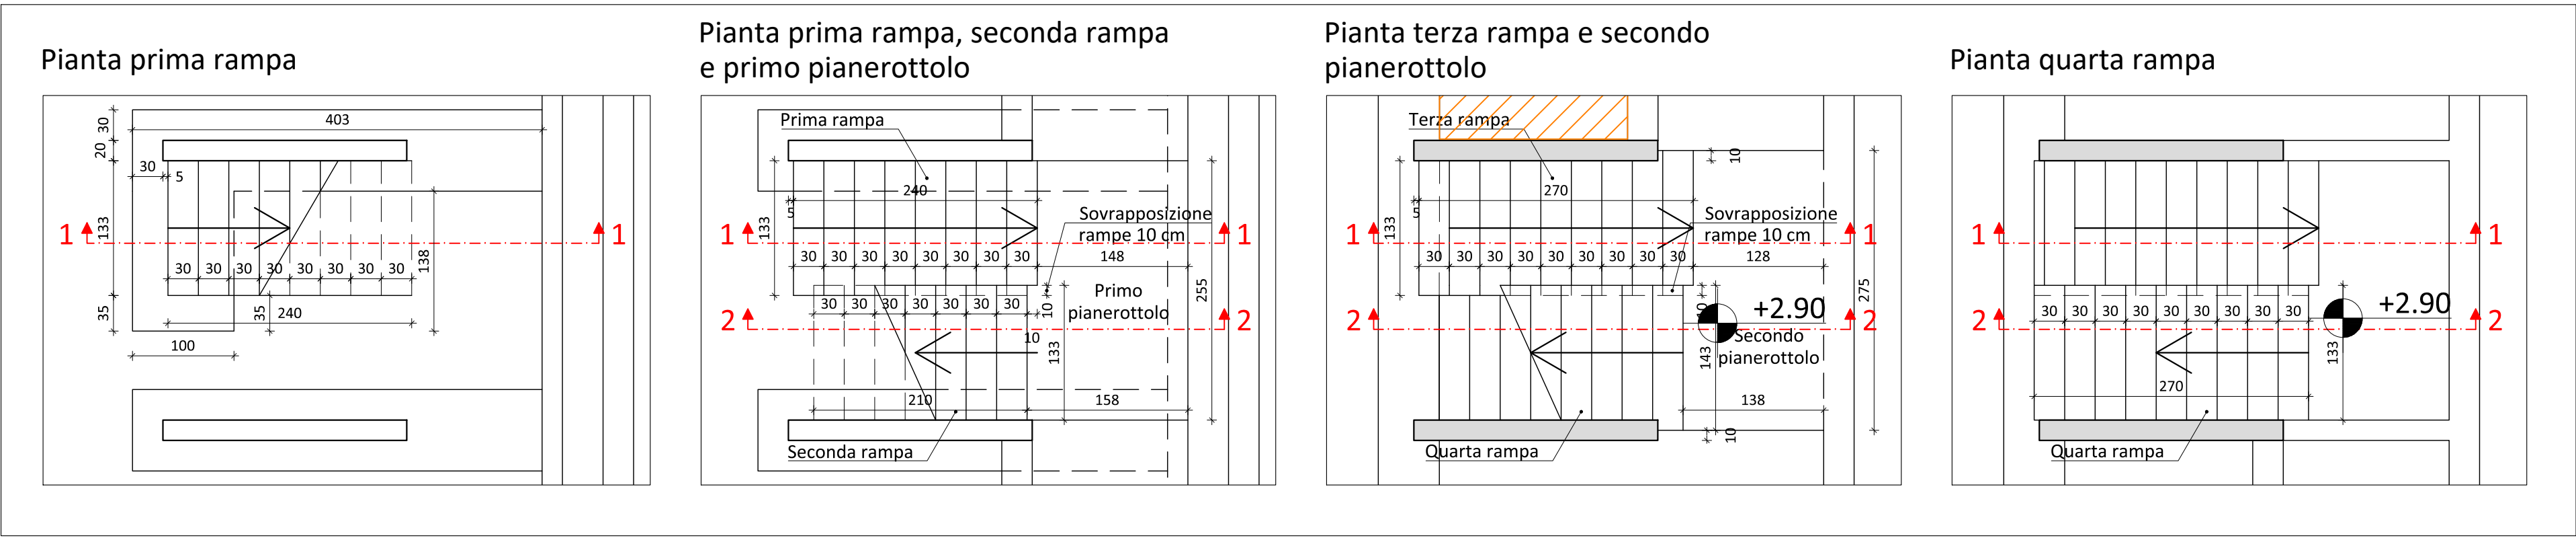 Pianta prima rampa
403
30
20
30
5
133
30 30 30 30 30 30 30 30
138
35
35
240
100
1
1
Pianta prima rampa, seconda rampa
e primo pianerottolo
Prima rampa
240
5
133
Sovrapposizione
rampe 10 cm
1
1
30 30 30 30 30 30 30 30
148
30 30 30 30 30 30 30
10
Primo
pianerottolo
255
2
2
10
133
210
158
Seconda rampa
Pianta terza rampa e secondo
pianerottolo
Terza rampa
10
270
5
133
Sovrapposizione
rampe 10 cm
1
1
30 30 30 30 30 30 30 30 30
128
275
10
+2.90
2
2
Secondo
pianerottolo
143
138
10
Quarta rampa
Pianta quarta rampa
1
1
30 30 30 30 30 30 30 30 30
+2.90
2
2
133
270
Quarta rampa